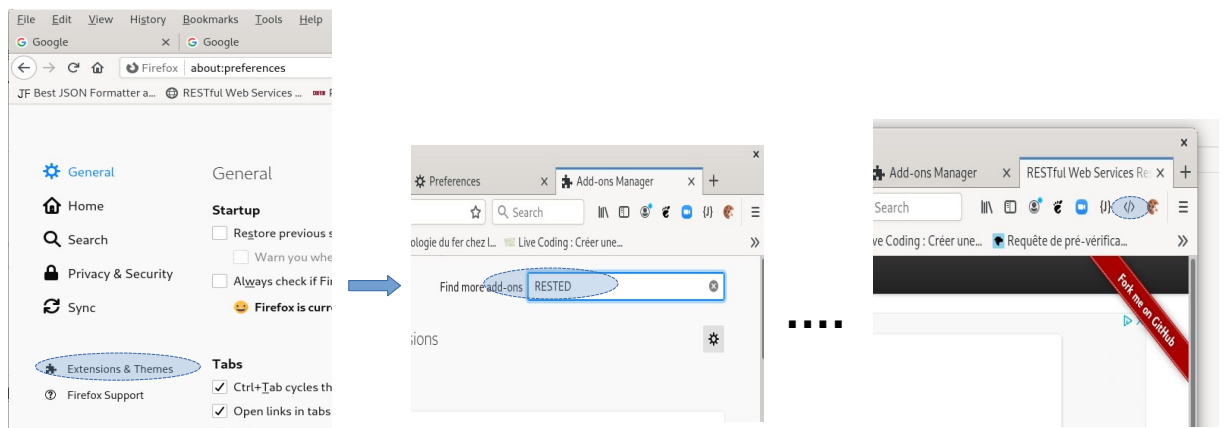 File Edit View History Bookmarks Tools Help
Google Google
Firefox about:preferences
JF Best JSON Formatter a... RESTful Web Services ...
General
Home
Search
Privacy & Security
Sync
Extensions & Themes
Firefox Support
General
Startup
Restore previous s
Warn you whe
Always check if Fi
Firefox is curr
Tabs
Ctrl+Tab cycles th
Open links in tabs
Preferences Add-ons Manager
Search
ologie du fer chez l... Live Coding : Créer une...
Find more add-ons RESTED
sions
....
Add-ons Manager RESTful Web Services Re
Search
ve Coding : Créer une... Requête de pré-vérifica...
Fork me on GitHub